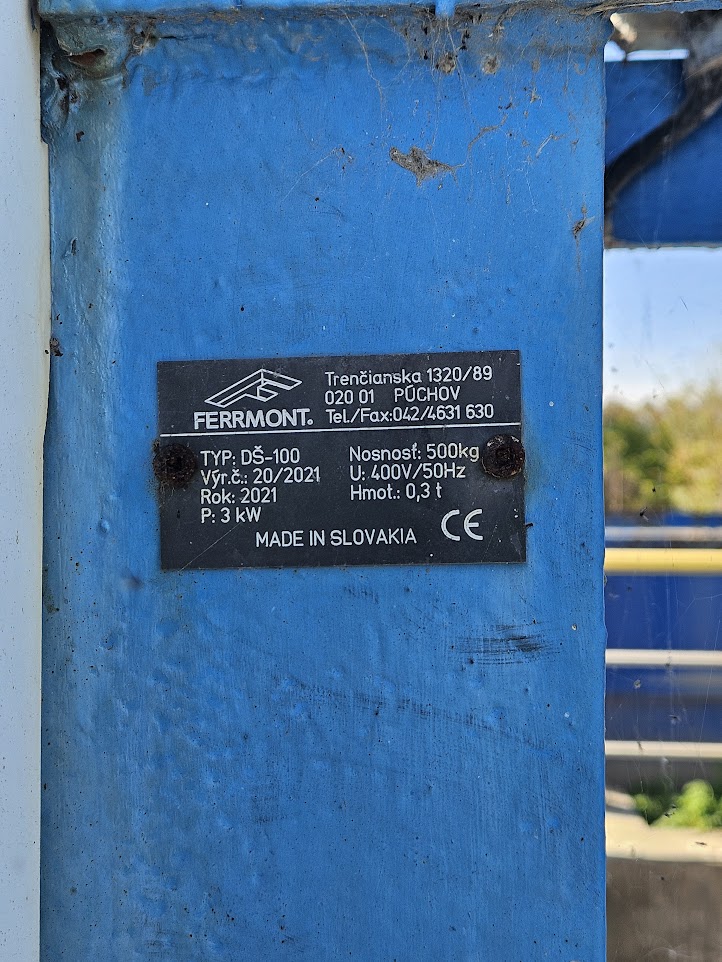 FERRMONT.
Trenčianska 1320/89
020 01 PÚCHOV
Tel./Fax:042/4631 630
TYP: DŠ-100
Výr.č.: 20/2021
Rok: 2021
P: 3 kW
Nosnosť: 500kg
U: 400V/50Hz
Hmot.: 0,3 t
MADE IN SLOVAKIA
CE